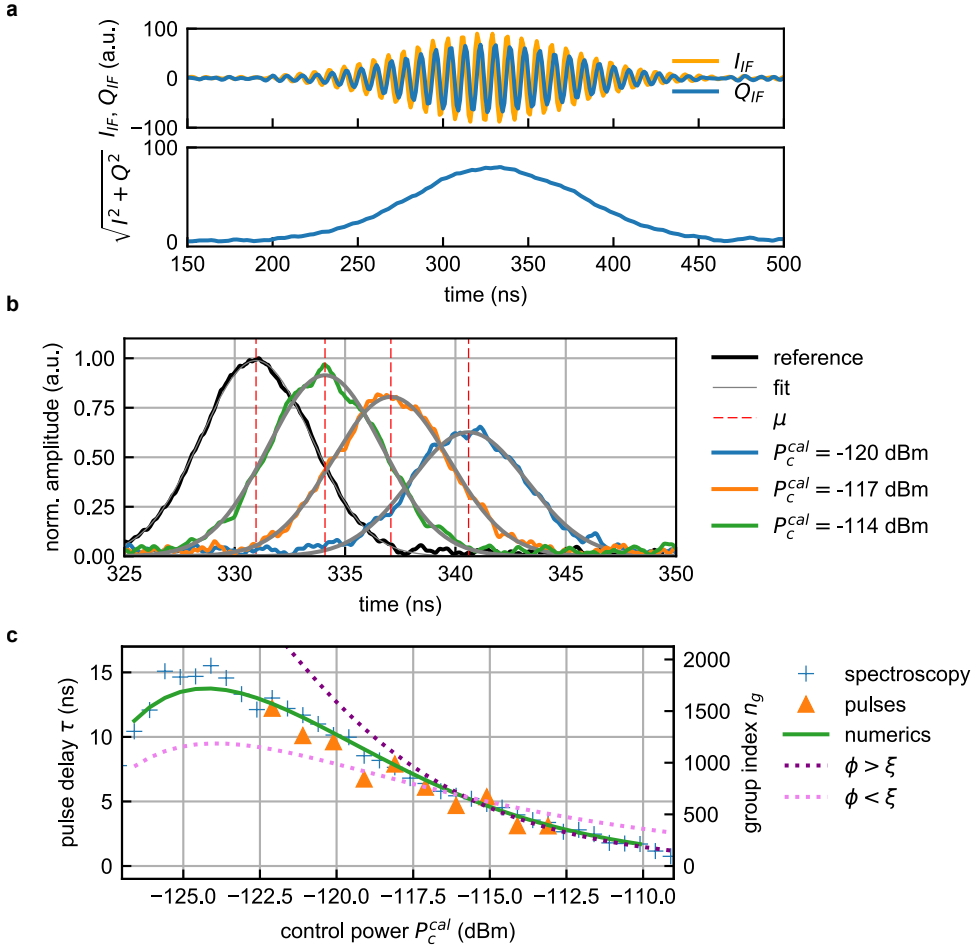 a
I_IF, Q_IF (a.u.)
100
0
−100
I_IF
Q_IF
√I² + Q²
100
0
150 200 250 300 350 400 450 500
time (ns)
b
norm. amplitude (a.u.)
1.00
0.75
0.50
0.25
0.00
325 330 335 340 345 350
time (ns)
reference
fit
μ
P_c^cal = -120 dBm
P_c^cal = -117 dBm
P_c^cal = -114 dBm
c
pulse delay τ (ns)
15
10
5
0
2000
1500
1000
500
0
group index n_g
−125.0 −122.5 −120.0 −117.5 −115.0 −112.5 −110.0
control power P_c^cal (dBm)
spectroscopy
pulses
numerics
ϕ > ξ
ϕ < ξ